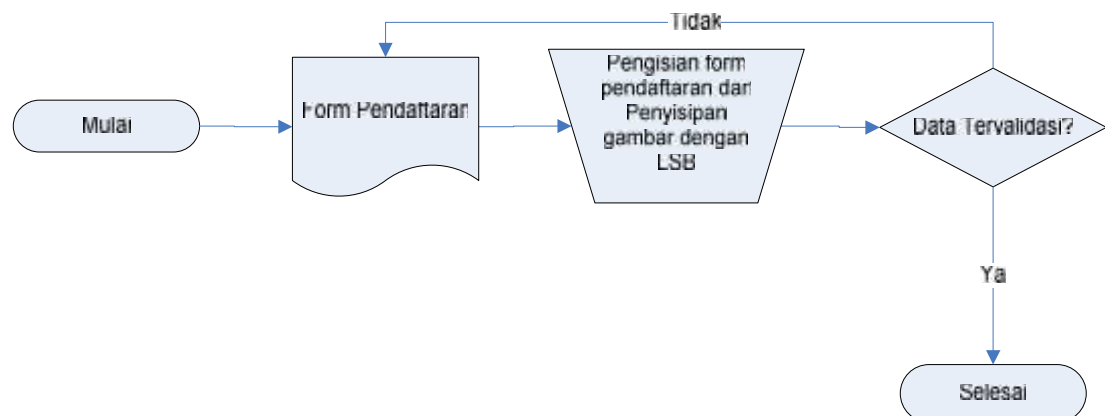 Tidak
Mulai
Form Pendaftaran
Pengisian form
pendaftaran dan
Penyisipan
gambar dengan
LSB
Data Tervalidasi?
Ya
Selesai